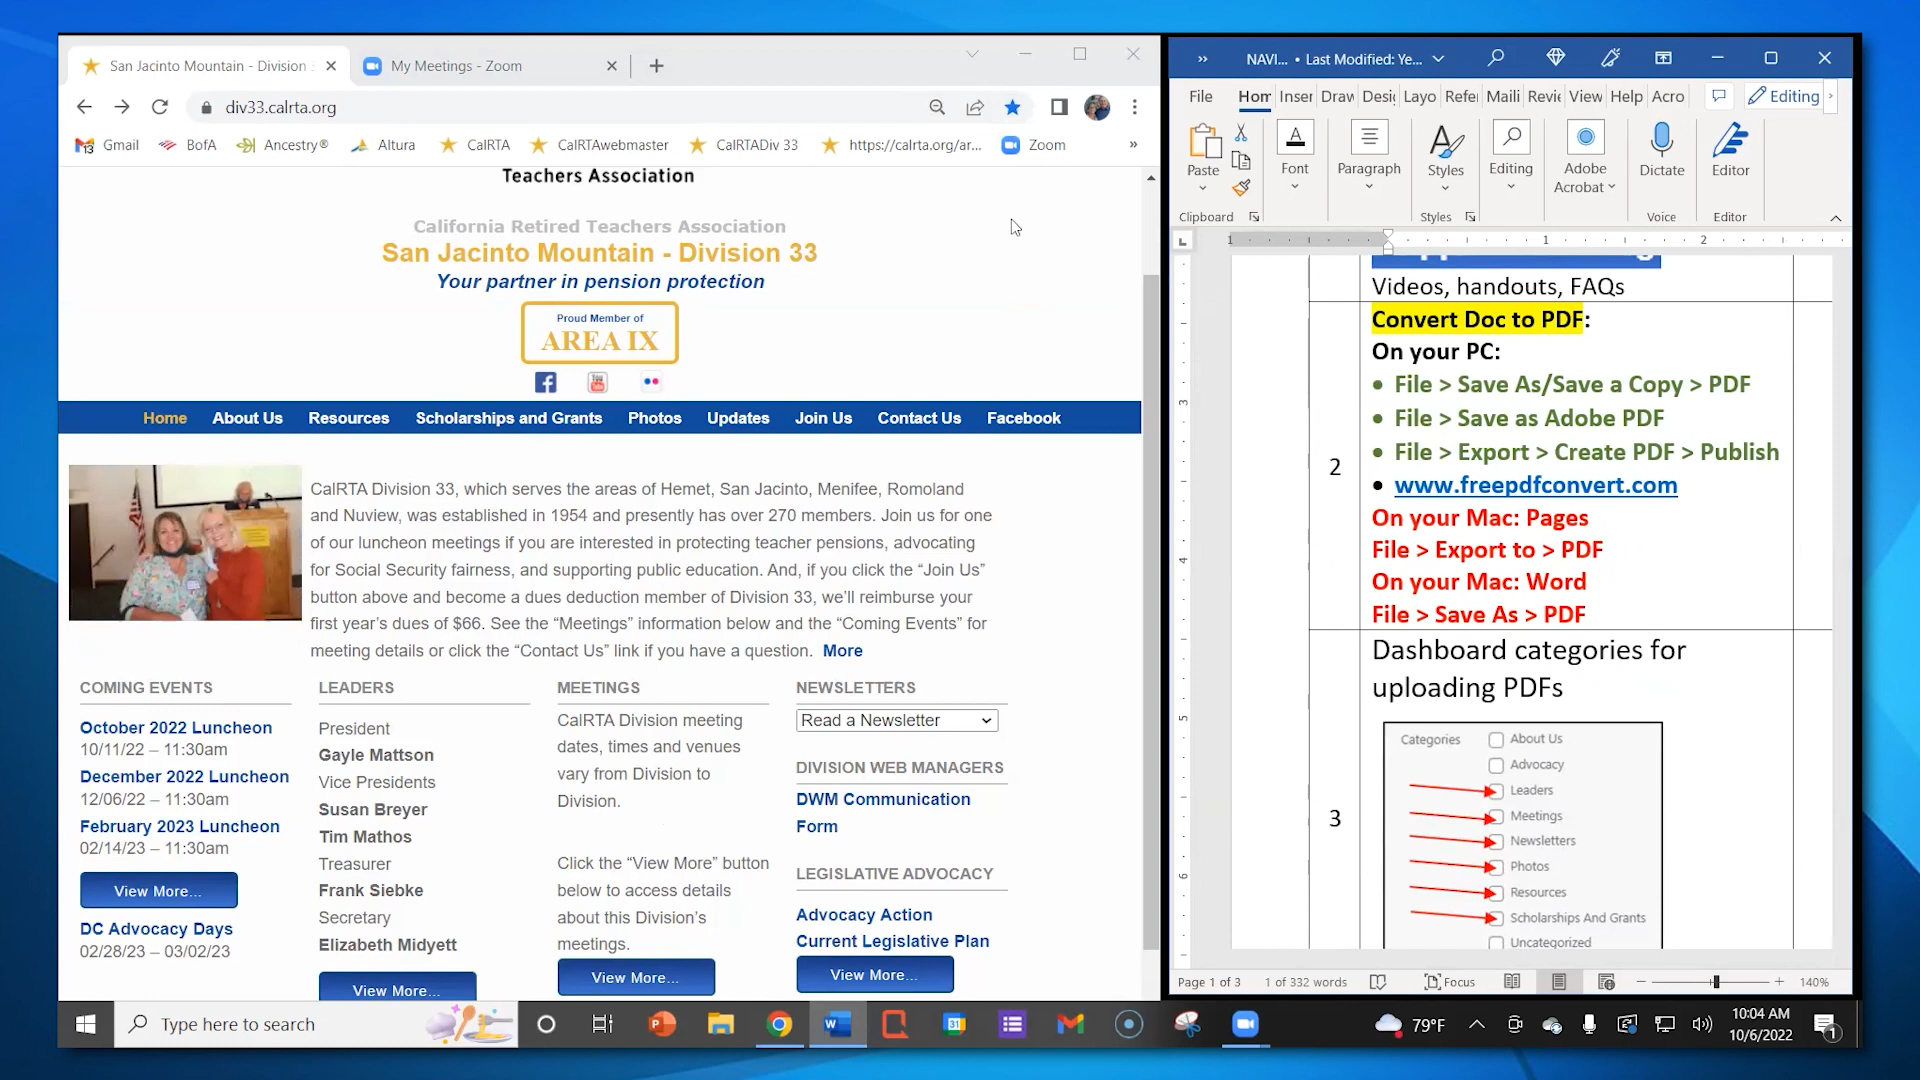 San Jacinto Mountain - Division
My Meetings - Zoom
div33.calrta.org
Gmail
BofA
Ancestry®
Altura
CalRTA
CalRTAwebmaster
CalRTADiv 33
https://calrta.org/ar...
Zoom
»
Teachers Association
California Retired Teachers Association
San Jacinto Mountain - Division 33
Your partner in pension protection
Proud Member of
AREA IX
Home
About Us
Resources
Scholarships and Grants
Photos
Updates
Join Us
Contact Us
Facebook
CalRTA Division 33, which serves the areas of Hemet, San Jacinto, Menifee, Romoland
and Nuview, was established in 1954 and presently has over 270 members. Join us for one
of our luncheon meetings if you are interested in protecting teacher pensions, advocating
for Social Security fairness, and supporting public education. And, if you click the “Join Us”
button above and become a dues deduction member of Division 33, we’ll reimburse your
first year’s dues of $66. See the “Meetings” information below and the “Coming Events” for
meeting details or click the “Contact Us” link if you have a question. More
COMING EVENTS
October 2022 Luncheon
10/11/22 – 11:30am
December 2022 Luncheon
12/06/22 – 11:30am
February 2023 Luncheon
02/14/23 – 11:30am
View More...
DC Advocacy Days
02/28/23 – 03/02/23
LEADERS
President
Gayle Mattson
Vice Presidents
Susan Breyer
Tim Mathos
Treasurer
Frank Siebke
Secretary
Elizabeth Midyett
View More...
MEETINGS
CalRTA Division meeting
dates, times and venues
vary from Division to
Division.
Click the “View More” button
below to access details
about this Division’s
meetings.
View More...
NEWSLETTERS
Read a Newsletter
DIVISION WEB MANAGERS
DWM Communication
Form
LEGISLATIVE ADVOCACY
Advocacy Action
Current Legislative Plan
View More...
»
NAVI... • Last Modified: Ye...
File
Hom
Inser
Draw
Desig
Layo
Refe
Maili
Revie
View
Help
Acro
Editing
Paste
Font
Paragraph
Styles
Editing
Adobe
Acrobat
Dictate
Editor
Clipboard
Styles
Voice
Editor
1 1 2
3
4
5
6
Videos, handouts, FAQs
2
Convert Doc to PDF:
On your PC:
• File > Save As/Save a Copy > PDF
• File > Save as Adobe PDF
• File > Export > Create PDF > Publish
• www.freepdfconvert.com
On your Mac: Pages
File > Export to > PDF
On your Mac: Word
File > Save As > PDF
3
Dashboard categories for
uploading PDFs
Categories
About Us
Advocacy
Leaders
Meetings
Newsletters
Photos
Resources
Scholarships And Grants
Uncategorized
Page 1 of 3
1 of 332 words
Focus
140%
Type here to search
79°F
10:04 AM
10/6/2022
1